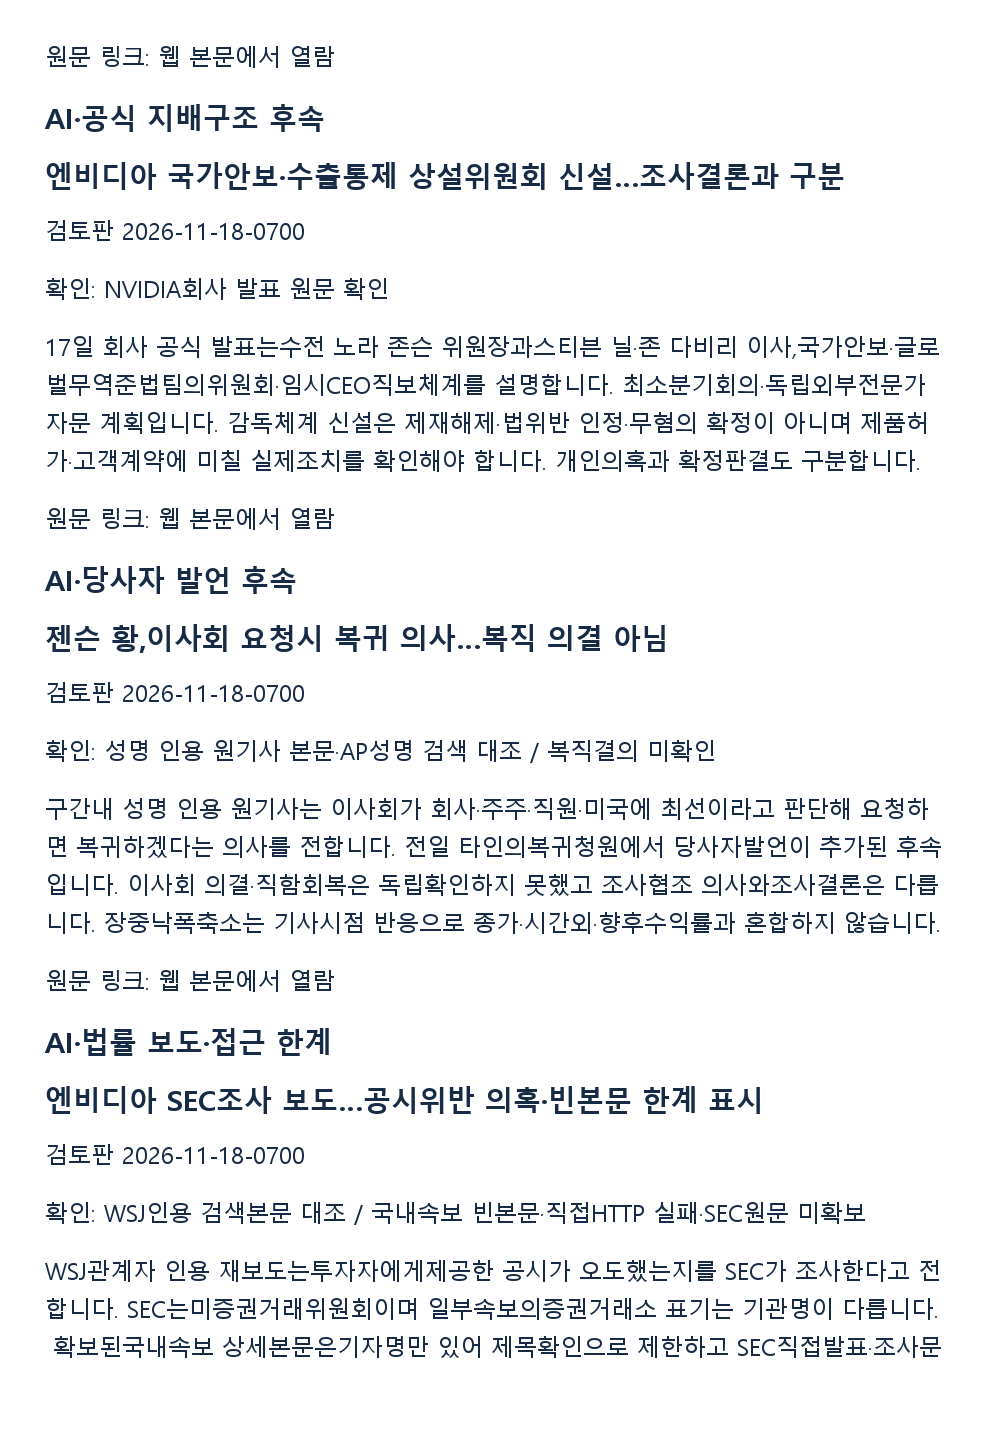 원문 링크: 웹 본문에서 열람
AI·공식 지배구조 후속
엔비디아 국가안보·수출통제 상설위원회 신설...조사결론과 구분
검토판 2026-11-18-0700
확인: NVIDIA회사 발표 원문 확인
17일 회사 공식 발표는수전 노라 존슨 위원장과스티븐 닐·존 다비리 이사,국가안보·글로
벌무역준법팀의위원회·임시CEO직보체계를 설명합니다. 최소분기회의·독립외부전문가
자문 계획입니다. 감독체계 신설은 제재해제·법위반 인정·무혐의 확정이 아니며 제품허
가·고객계약에 미칠 실제조치를 확인해야 합니다. 개인의혹과 확정판결도 구분합니다.
원문 링크: 웹 본문에서 열람
AI·당사자 발언 후속
젠슨 황,이사회 요청시 복귀 의사...복직 의결 아님
검토판 2026-11-18-0700
확인: 성명 인용 원기사 본문·AP성명 검색 대조 / 복직결의 미확인
구간내 성명 인용 원기사는 이사회가 회사·주주·직원·미국에 최선이라고 판단해 요청하
면 복귀하겠다는 의사를 전합니다. 전일 타인의복귀청원에서 당사자발언이 추가된 후속
입니다. 이사회 의결·직함회복은 독립확인하지 못했고 조사협조 의사와조사결론은 다릅
니다. 장중낙폭축소는 기사시점 반응으로 종가·시간외·향후수익률과 혼합하지 않습니다.
원문 링크: 웹 본문에서 열람
AI·법률 보도·접근 한계
엔비디아 SEC조사 보도...공시위반 의혹·빈본문 한계 표시
검토판 2026-11-18-0700
확인: WSJ인용 검색본문 대조 / 국내속보 빈본문·직접HTTP 실패·SEC원문 미확보
WSJ관계자 인용 재보도는투자자에게제공한 공시가 오도했는지를 SEC가 조사한다고 전
합니다. SEC는미증권거래위원회이며 일부속보의증권거래소 표기는 기관명이 다릅니다.
확보된국내속보 상세본문은기자명만 있어 제목확인으로 제한하고 SEC직접발표·조사문